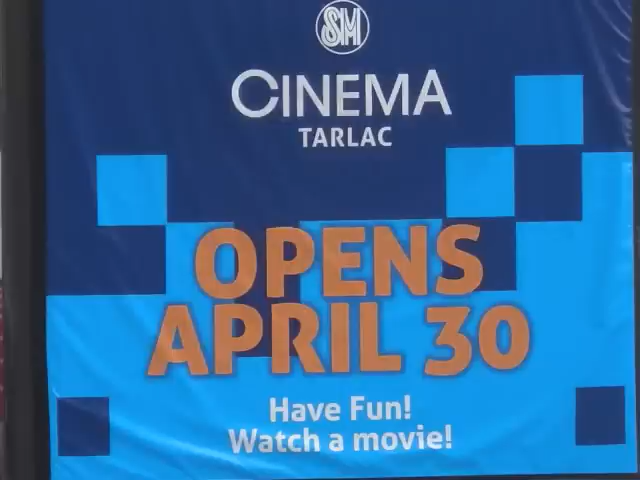 SM
CINEMA
TARLAC
OPENS
APRIL 30
Have Fun!
Watch a movie!